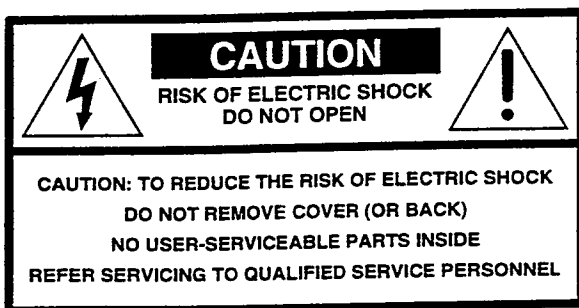 CAUTION
RISK OF ELECTRIC SHOCK
DO NOT OPEN
CAUTION: TO REDUCE THE RISK OF ELECTRIC SHOCK
DO NOT REMOVE COVER (OR BACK)
NO USER-SERVICEABLE PARTS INSIDE
REFER SERVICING TO QUALIFIED SERVICE PERSONNEL